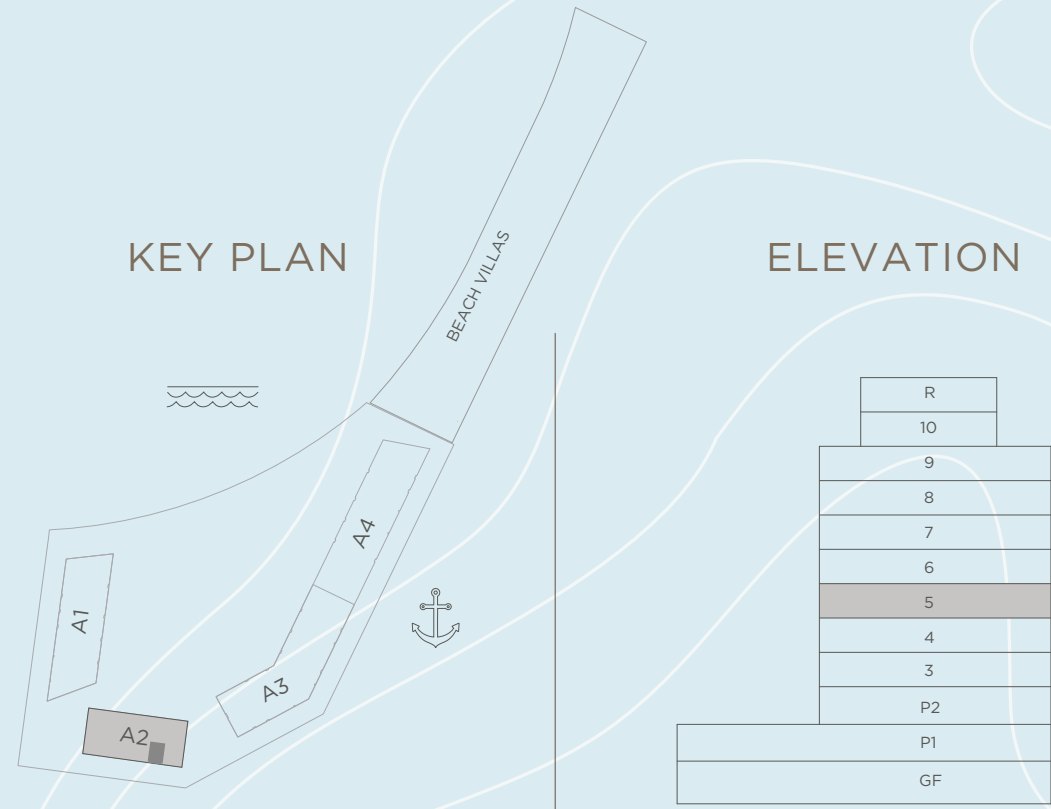 KEY PLAN
BEACH VILLAS
A4
A1
A3
A2
ELEVATION
R
10
9
8
7
6
5
4
3
P2
P1
GF